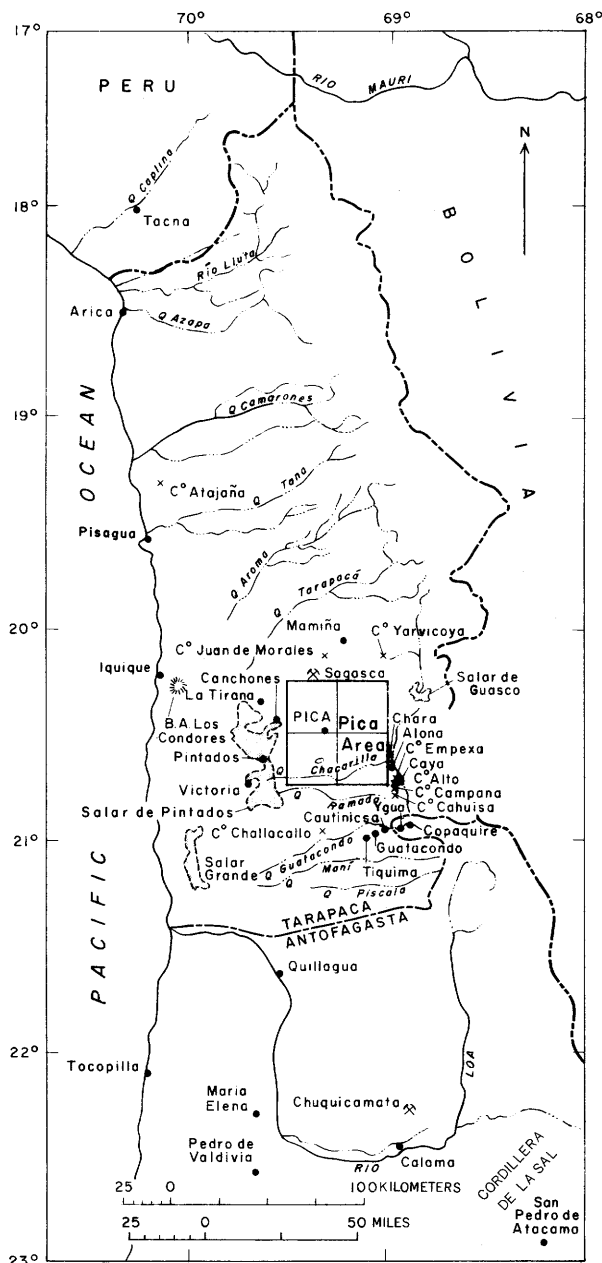 70°
69°
68°
17°
PERU
RIO MAURI
N
Q Caplina
18°
Tacna
BOLIVIA
Río Lluta
Arica
Q Azapa
19°
Q Camarones
C° Atajaña
Q Tana
Pisagua
Q Aroma
Q Tarapacá
20°
Mamiña
C° Yarvicoya
C° Juan de Morales
Iquique
Canchones
Sagasca
Salar de
Guasco
La Tirana
B.A. Los
Condores
PICA
Pica
Area
Chara
Alona
C° Empexa
Pintados
Q Chacarilla
Caya
C° Alto
Victoria
C° Campana
Q Ramada
C° Cahuisa
Salar de Pintados
Ygua
Cautinicsa
21°
C° Challacallo
Copaquire
Q Guatacondo
Guatacondo
Salar
Grande
Q Maní
Tiquima
Q Piscala
PACIFIC OCEAN
TARAPACA
ANTOFAGASTA
Quillagua
22°
Tocopilla
LOA
Maria
Elena
Chuquicamata
Pedro de
Valdivia
RIO
Calama
CORDILLERA
DE LA SAL
25 0 100 KILOMETERS
San
Pedro de
Atacama
25 0 50 MILES
23°